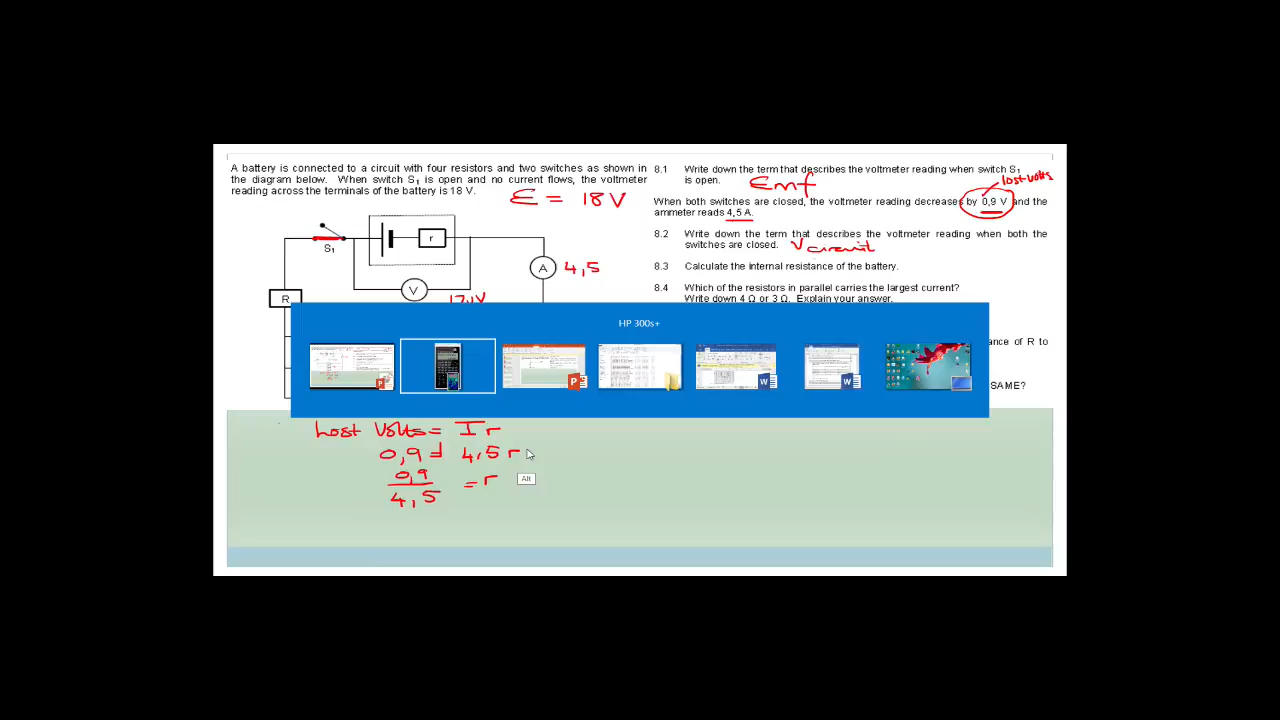 A battery is connected to a circuit with four resistors and two switches as shown in
the diagram below. When switch S1
is open and no current flows, the voltmeter
reading across the terminals of the battery is 18 V.
Ɛ = 18V
S1
r
V
A
4,5
R
8.1 Write down the term that describes the voltmeter reading when switch S1
is open.
Emf
lost volts
When both switches are closed, the voltmeter reading decreases by 0,9 V and the
ammeter reads 4,5 A.
8.2 Write down the term that describes the voltmeter reading when both the
switches are closed.
V circuit
8.3 Calculate the internal resistance of the battery.
8.4 Which of the resistors in parallel carries the largest current?
Write down 4 Ω or 3 Ω. Explain your answer.
HP 300s+
ance of R to
SAME?
Lost Volts = Ir
0,9 = 4,5 r
0,9
4,5 = r
Alt